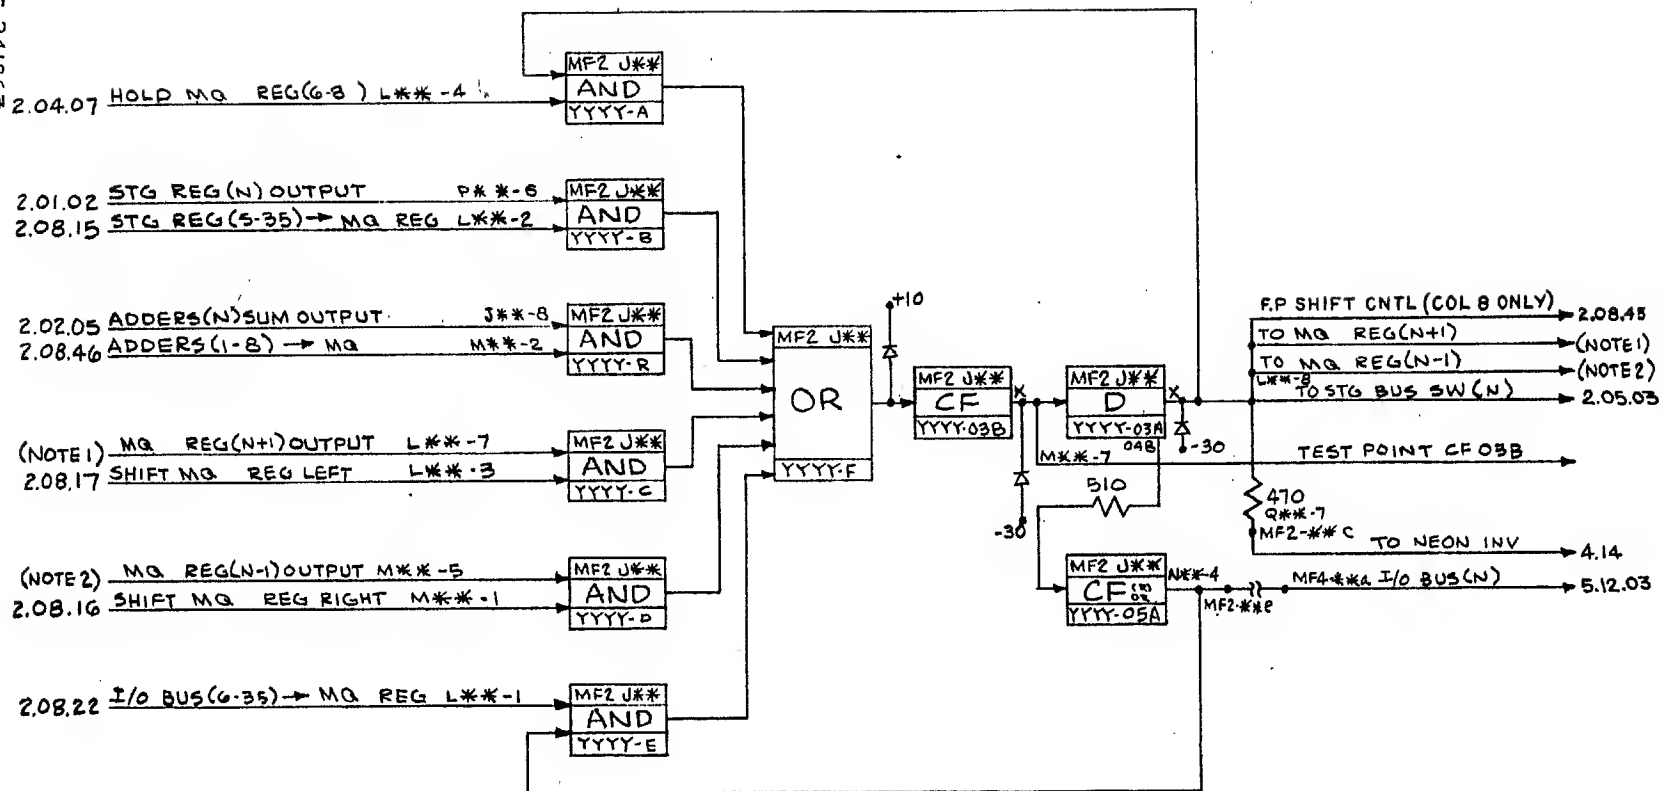 MF2 J**
AND
YYYY-A
2.04.07 HOLD MQ REG(6-8) L**-4
2.01.02 STG REG(N) OUTPUT P**-6
2.08.15 STG REG(5-35)→ MQ REG L**-2
MF2 J**
AND
YYYY-B
2.02.05 ADDERS(N)SUM OUTPUT J**-8
2.08.46 ADDERS(1-8)→ MQ M**-2
MF2 J**
AND
YYYY-R
(NOTE 1) MQ REG(N+1)OUTPUT L**-7
2.08.17 SHIFT MQ REG LEFT L**-3
MF2 J**
AND
YYYY-C
(NOTE 2) MQ REG(N-1)OUTPUT M**-5
2.08.16 SHIFT MQ REG RIGHT M**-1
MF2 J**
AND
YYYY-D
2.08.22 I/O BUS(6-35)→ MQ REG L**-1
MF2 J**
AND
YYYY-E
MF2 J**
OR
YYYY-F
+10
MF2 J**
CF
YYYY-03B
X
-30
M**-7
MF2 J**
D
YYYY-03A
04B
X
-30
510
MF2 J**
CF
YYYY-05A
N**-4
MF2-**e
MF4-**a I/O BUS(N)
5.12.03
F.P SHIFT CNTL (COL 8 ONLY) 2.08.45
TO MQ REG(N+1) (NOTE 1)
TO MQ REG(N-1) (NOTE 2)
L**-8
TO STG BUS SW(N) 2.05.03
TEST POINT CF 03B
470
Q**-7
MF2-**C
TO NEON INV 4.14